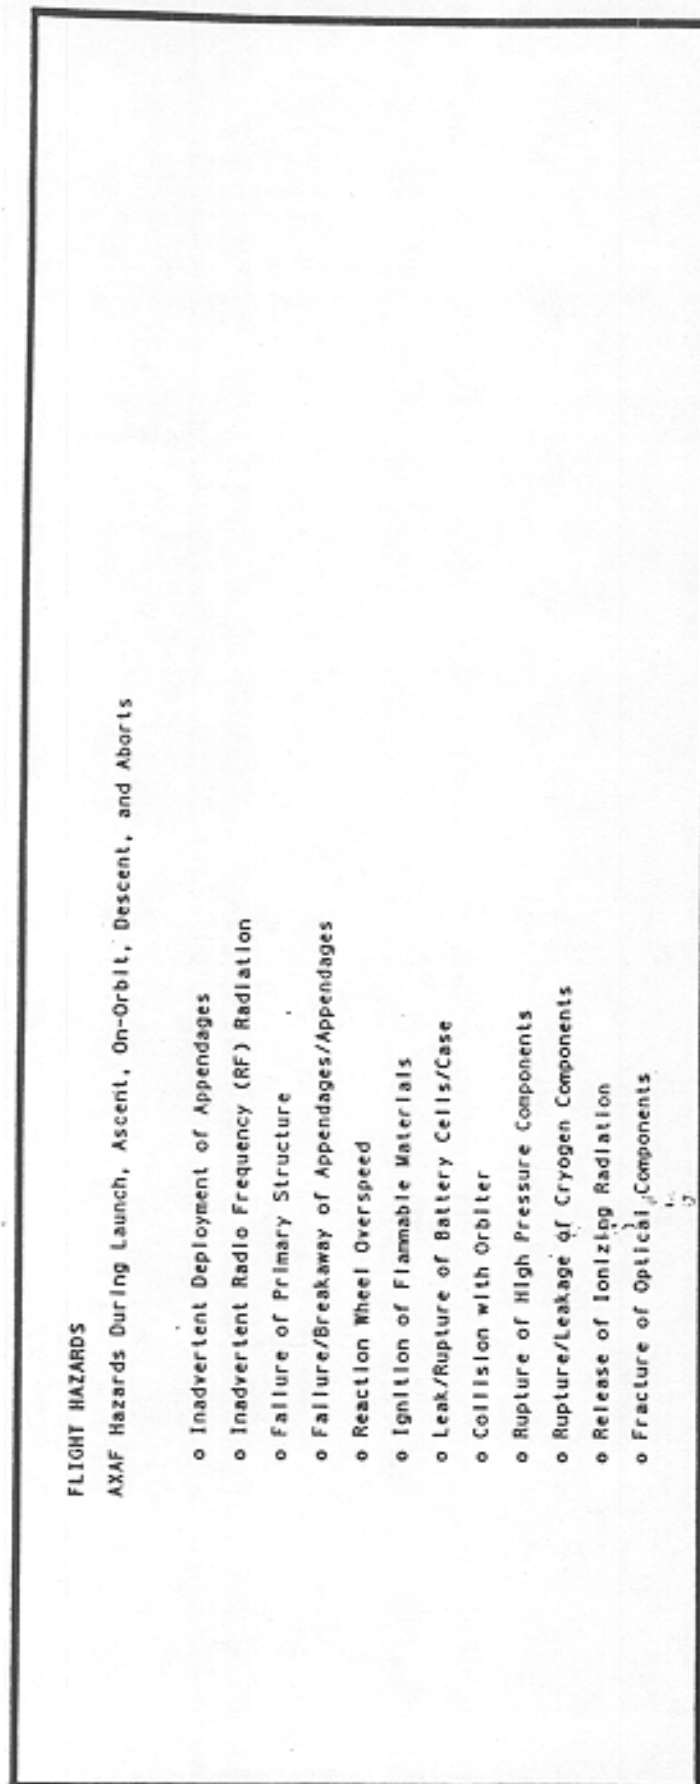 FLIGHT HAZARDS
AXAF Hazards During Launch, Ascent, On-Orbit, Descent, and Aborts
o Inadvertent Deployment of Appendages
o Inadvertent Radio Frequency (RF) Radiation
o Failure of Primary Structure
o Failure/Breakaway of Appendages/Appendages
o Reaction Wheel Overspeed
o Ignition of Flammable Materials
o Leak/Rupture of Battery Cells/Case
o Collision with Orbiter
o Rupture of High Pressure Components
o Rupture/Leakage of Cryogen Components
o Release of Ionizing Radiation
o Fracture of Optical Components